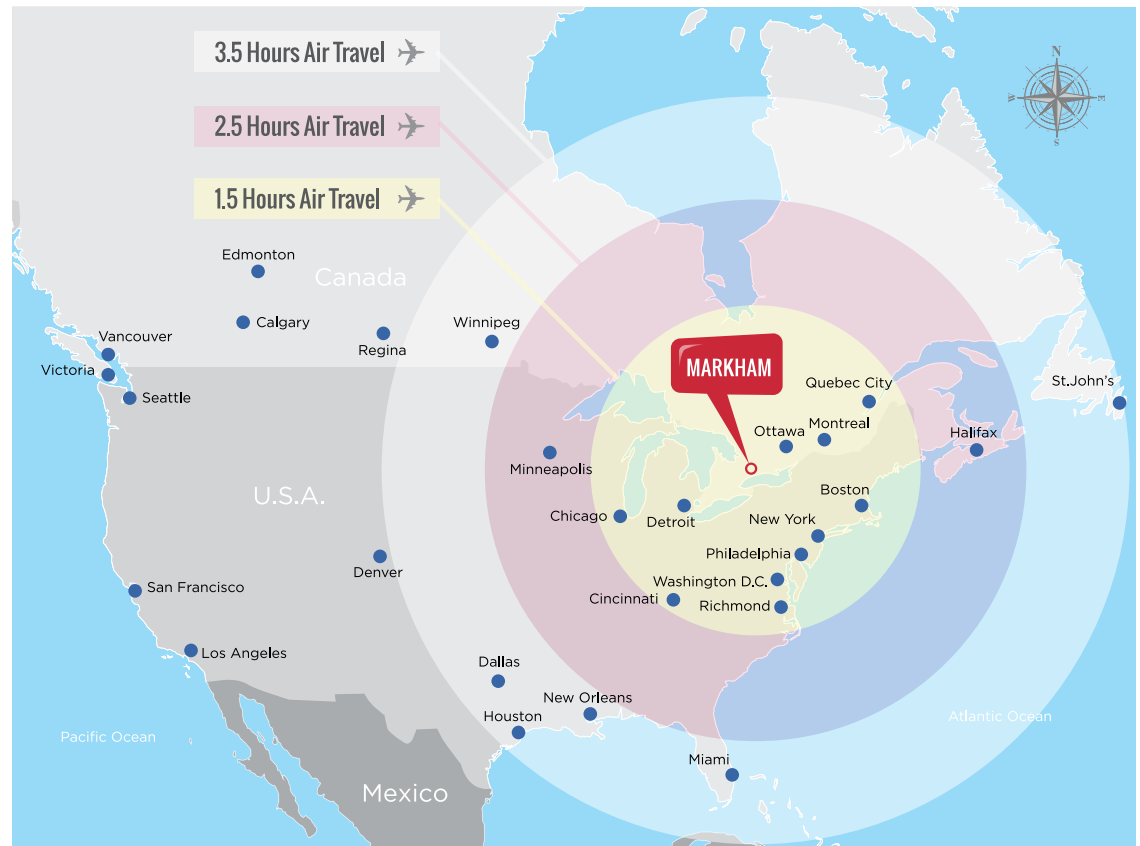 3.5 Hours Air Travel
N
W
E
S
2.5 Hours Air Travel
1.5 Hours Air Travel
Edmonton
Canada
Calgary
Winnipeg
Vancouver
Regina
Victoria
Seattle
MARKHAM
Quebec City
St.John's
Ottawa
Montreal
Halifax
Minneapolis
U.S.A.
Boston
Chicago
Detroit
New York
Philadelphia
Denver
Washington D.C.
San Francisco
Cincinnati
Richmond
Los Angeles
Dallas
New Orleans
Houston
Atlantic Ocean
Pacific Ocean
Miami
Mexico